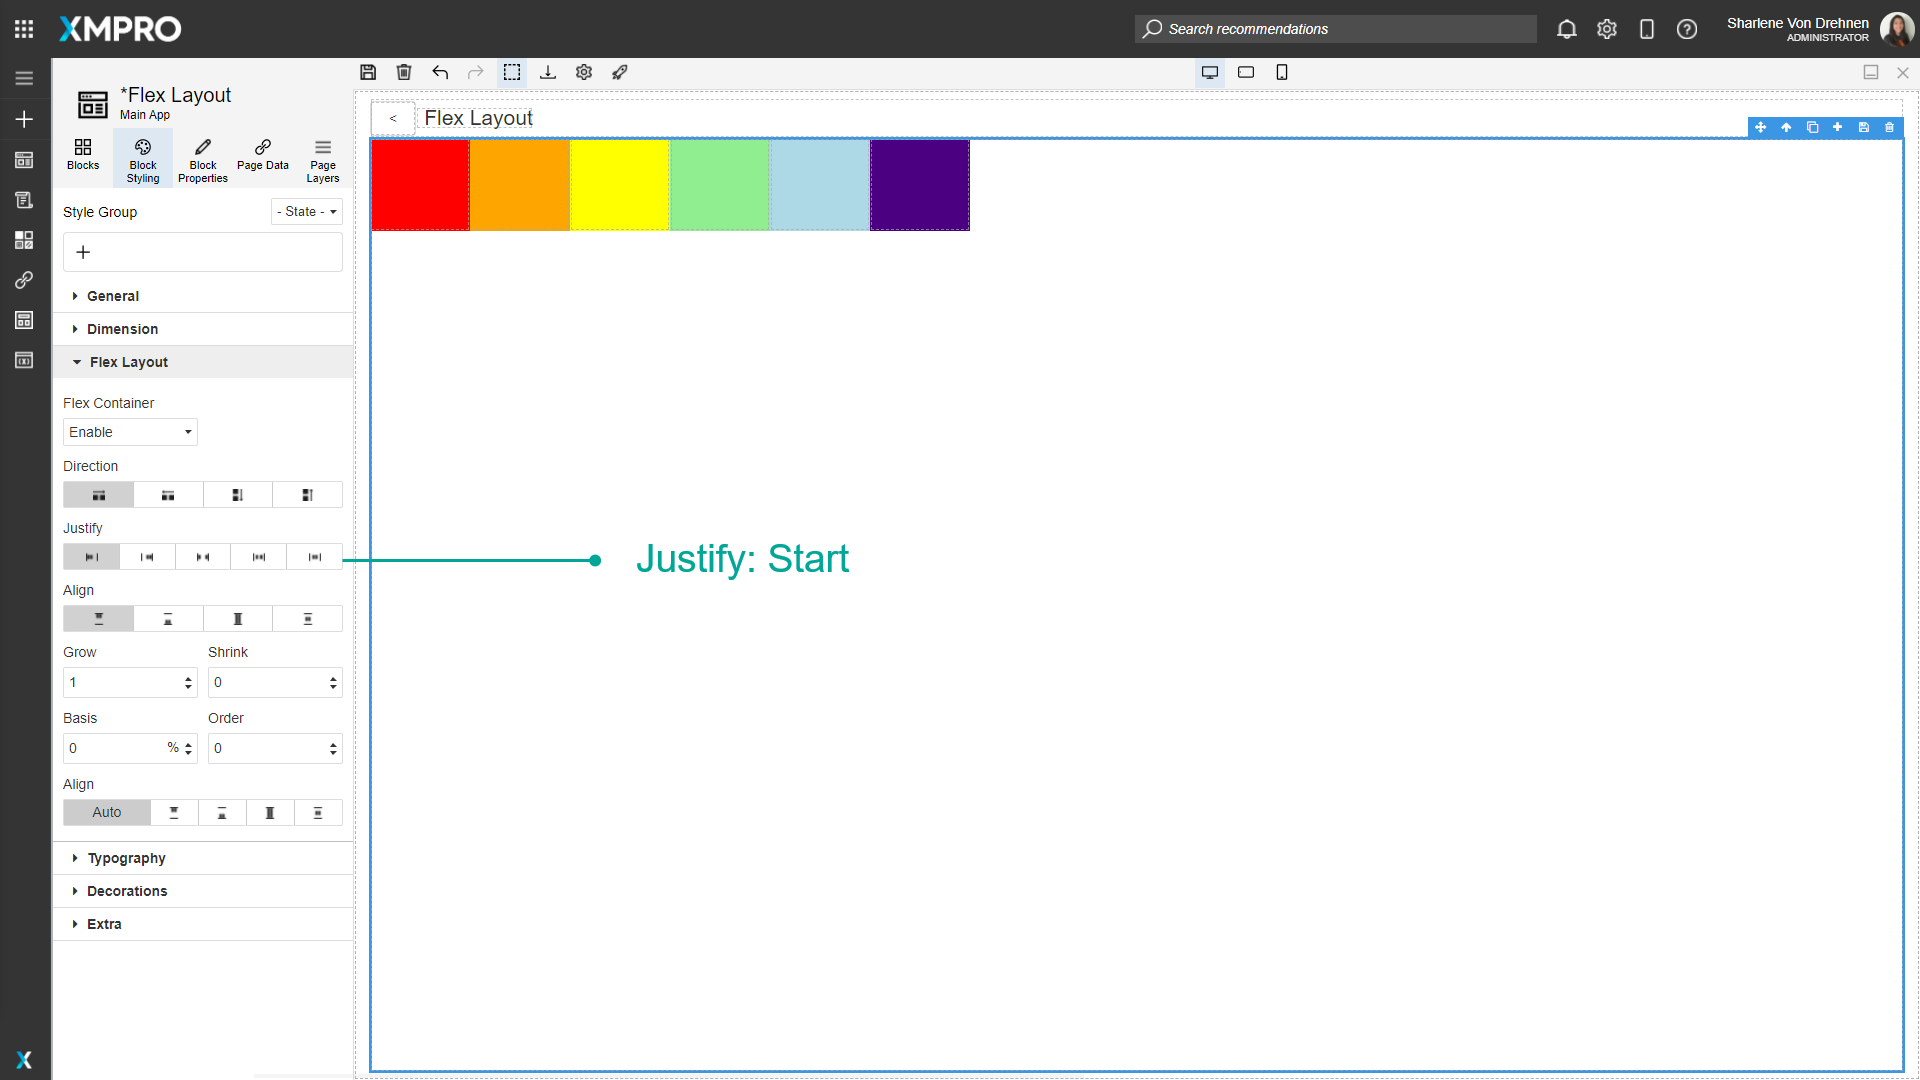 XMPRO
Search recommendations
Sharlene Von Drehnen
ADMINISTRATOR
*Flex Layout
Main App
Blocks
Block Styling
Block Properties
Page Data
Page Layers
< Flex Layout
Style Group
- State -
General
Dimension
Flex Layout
Flex Container
Enable
Direction
Justify
Justify: Start
Align
Grow
Shrink
1
0
Basis
Order
0 %
0
Align
Auto
Typography
Decorations
Extra